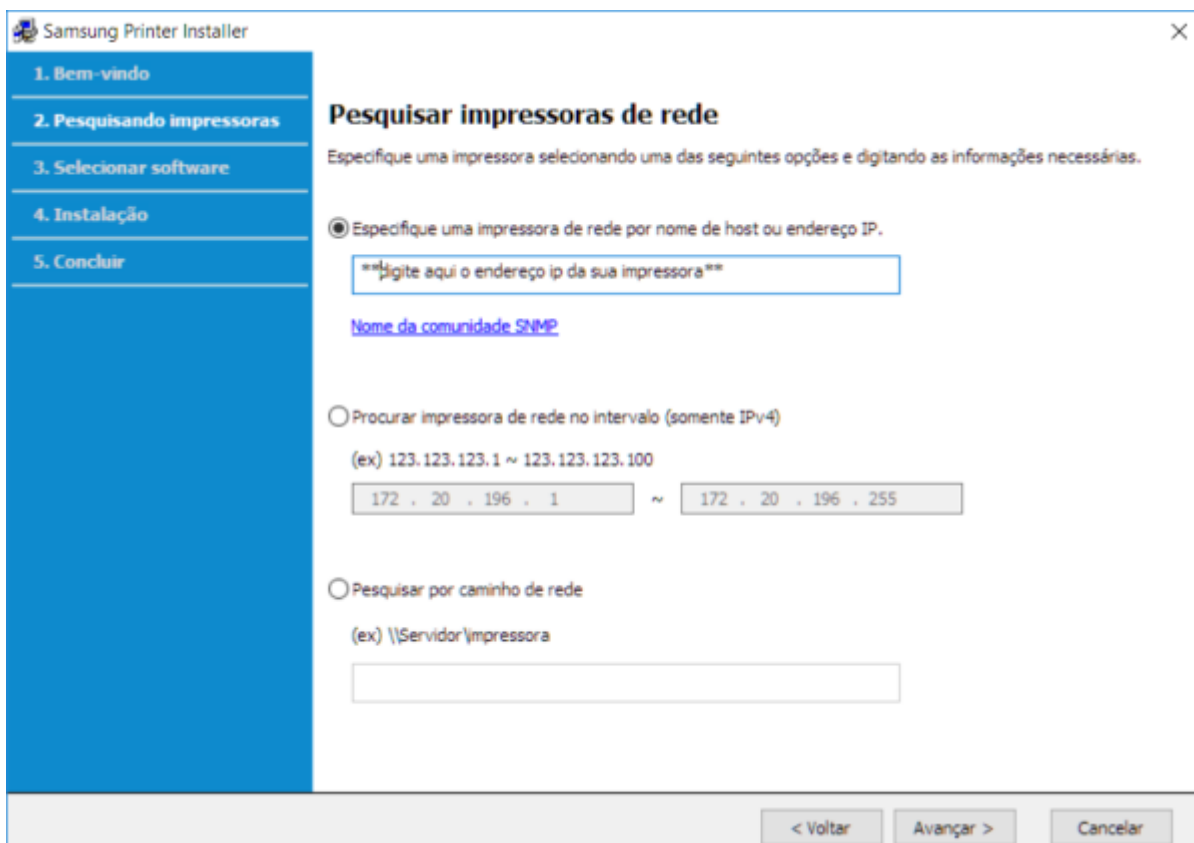 Samsung Printer Installer
1. Bem-vindo
2. Pesquisando impressoras
3. Selecionar software
4. Instalação
5. Concluir
Pesquisar impressoras de rede
Especifique uma impressora selecionando uma das seguintes opções e digitando as informações necessárias.
Especifique uma impressora de rede por nome de host ou endereço IP.
**digite aqui o endereço ip da sua impressora**
Nome da comunidade SNMP
Procurar impressora de rede no intervalo (somente IPv4)
(ex) 123.123.123.1 ~ 123.123.123.100
172 . 20 . 196 . 1 ~ 172 . 20 . 196 . 255
Pesquisar por caminho de rede
(ex) \\Servidor\impressora
< Voltar Avançar > Cancelar